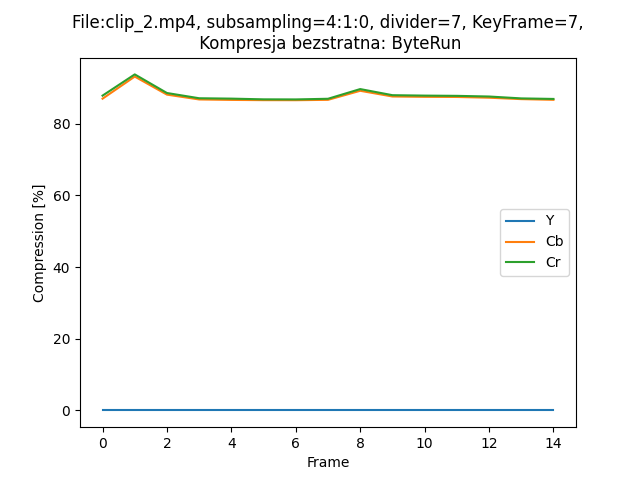 File:clip_2.mp4, subsampling=4:1:0, divider=7, KeyFrame=7,
Kompresja bezstratna: ByteRun
80
60
40
20
0
Compression [%]
Y
Cb
Cr
0 2 4 6 8 10 12 14
Frame